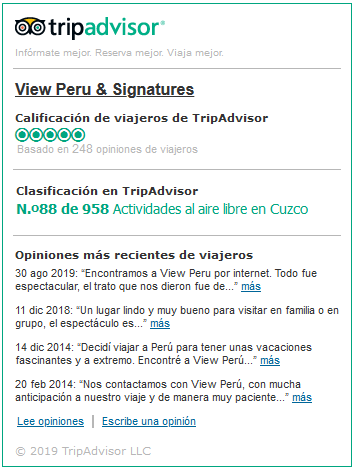 tripadvisor®
Infórmate mejor. Reserva mejor. Viaja mejor.
View Peru & Signatures
Calificación de viajeros de TripAdvisor
Basado en 248 opiniones de viajeros
Clasificación en TripAdvisor
N.º88 de 958 Actividades al aire libre en Cuzco
Opiniones más recientes de viajeros
30 ago 2019: “Encontramos a View Peru por internet. Todo fue
espectacular, el trato que nos dieron fue de...” más
11 dic 2018: “Un lugar lindo y muy bueno para visitar en familia o en
grupo, el espectáculo es...” más
14 dic 2014: “Decidí viajar a Perú para tener unas vacaciones
fascinantes y a extremo. Encontré a View Perú...” más
20 feb 2014: “Nos contactamos con View Perú, con mucha
anticipación a nuestro viaje y de manera muy paciente...” más
Lee opiniones | Escribe una opinión
© 2019 TripAdvisor LLC